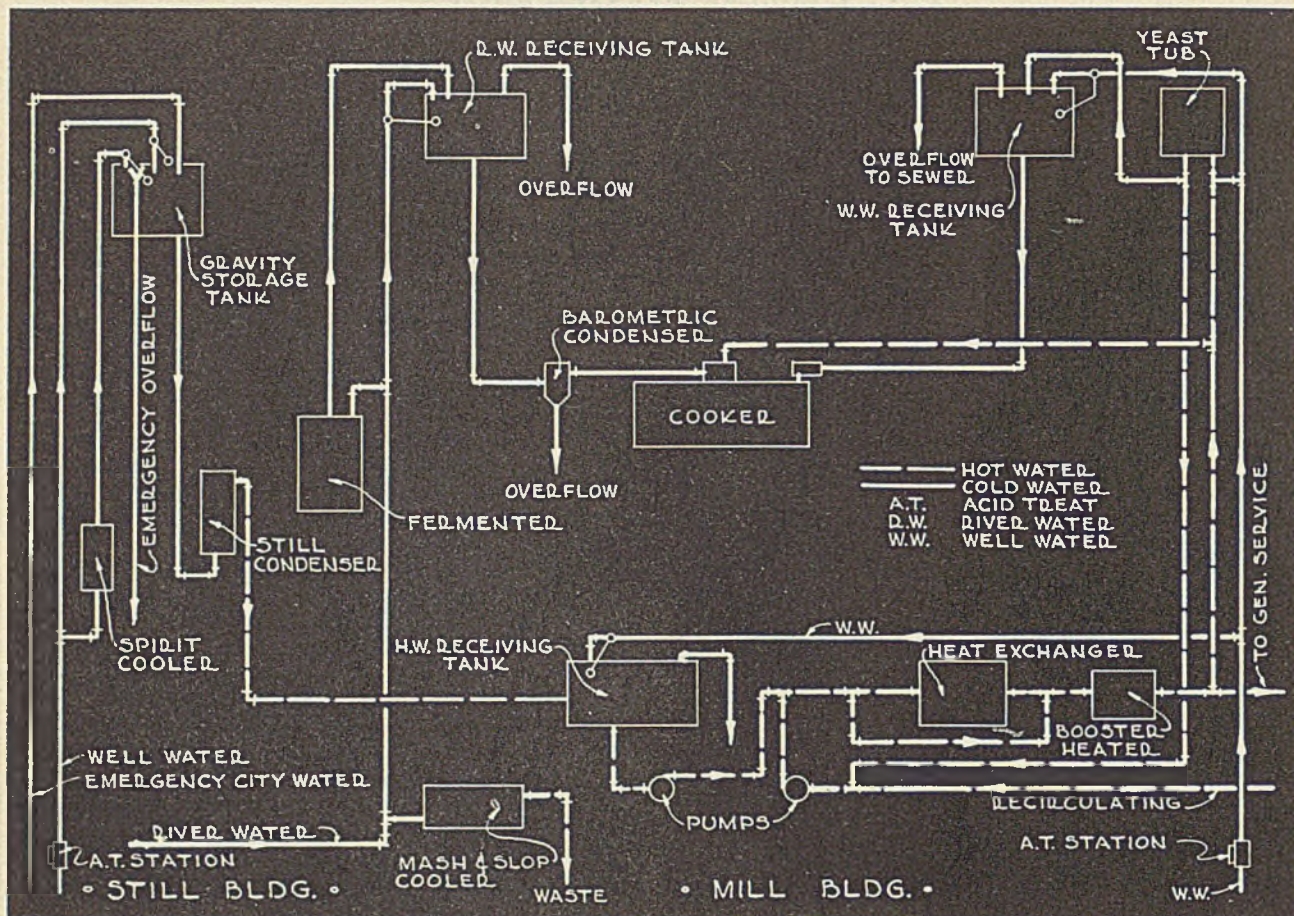 R.W. RECEIVING TANK
YEAST
TUB
OVERFLOW
OVERFLOW
TO SEWER
W.W. RECEIVING
TANK
GRAVITY
STORAGE
TANK
EMERGENCY OVERFLOW
BAROMETRIC
CONDENSER
COOKER
OVERFLOW
FERMENTER
STILL
CONDENSER
HOT WATER
COLD WATER
A.T. ACID TREAT
R.W. RIVER WATER
W.W. WELL WATER
TO GEN. SERVICE
SPIRIT
COOLER
H.W. RECEIVING
TANK
W.W.
HEAT EXCHANGER
BOOSTER
HEATER
WELL WATER
EMERGENCY CITY WATER
RECIRCULATING
PUMPS
RIVER WATER
A.T. STATION
MASH & SLOP
COOLER
WASTE
A.T. STATION
• STILL BLDG. •
• MILL BLDG. •
W.W.